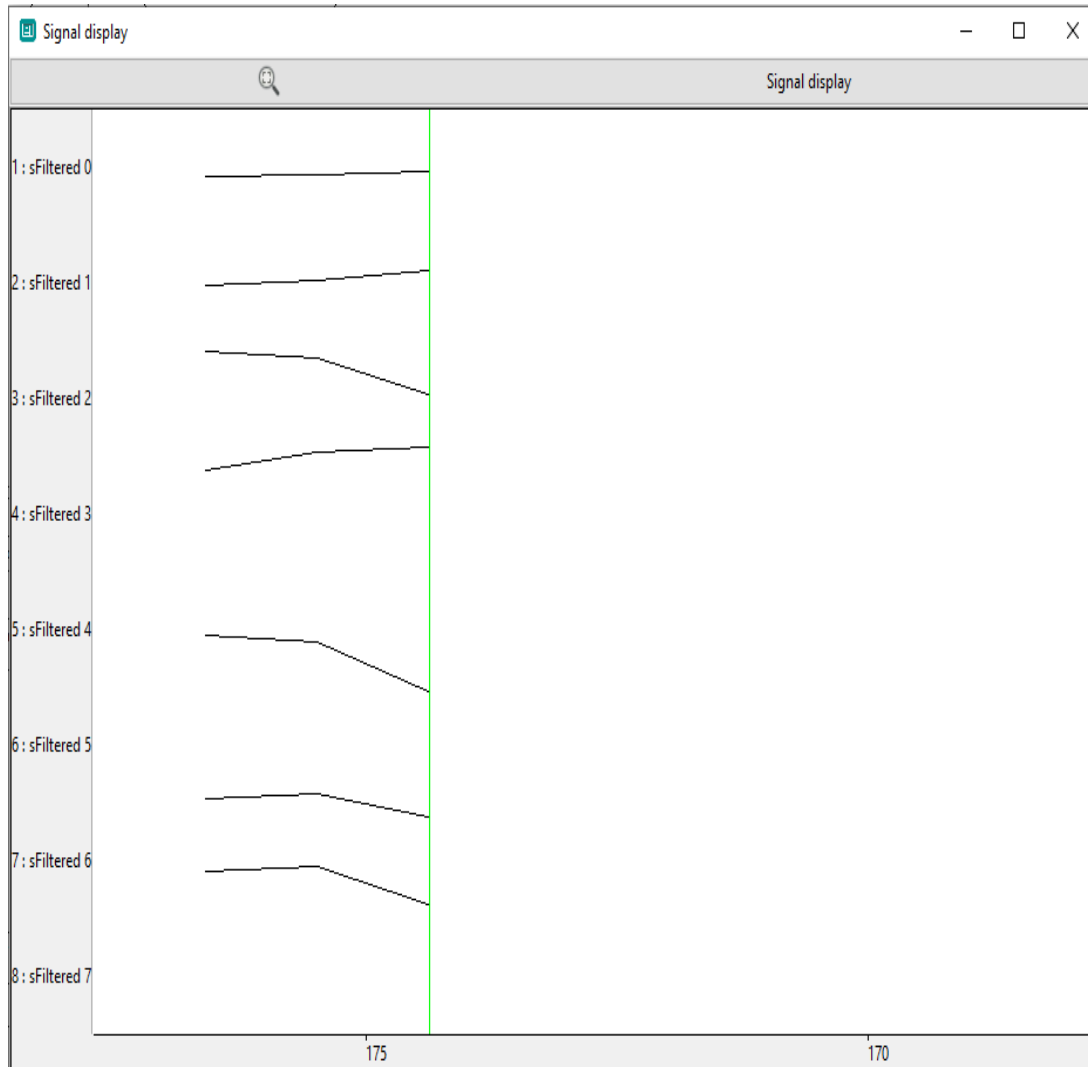 Signal display
Signal display
1 : sFiltered 0
2 : sFiltered 1
3 : sFiltered 2
4 : sFiltered 3
5 : sFiltered 4
6 : sFiltered 5
7 : sFiltered 6
8 : sFiltered 7
175 170